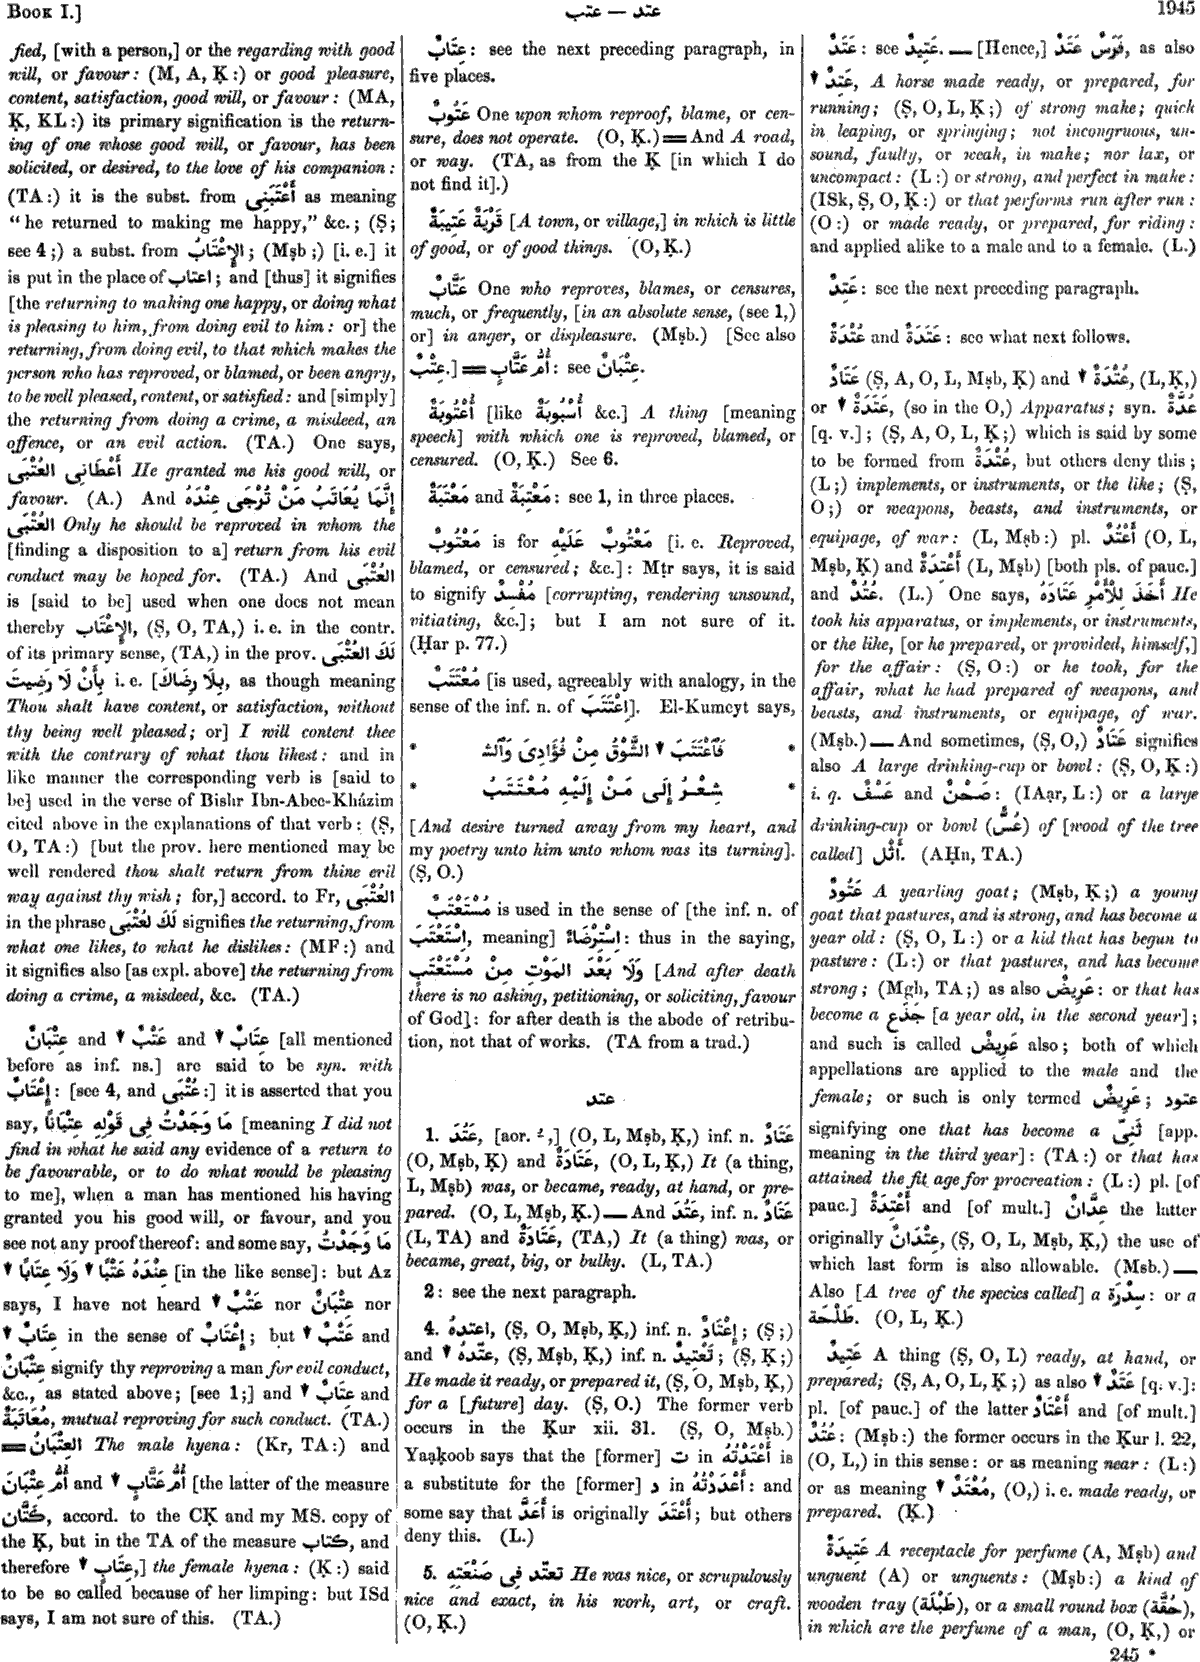 BOOK I.]
عتب — عتد
1945
fied, [with a person,] or the regarding with good
will, or favour: (M, A, Ḳ:) or good pleasure,
content, satisfaction, good will, or favour: (MA,
Ḳ, KL:) its primary signification is the return-
ing of one whose good will, or favour, has been
solicited, or desired, to the love of his companion:
(TA:) it is the subst. from أَعْتَبَنِى as meaning
“he returned to making me happy,” &c.; (Ṣ;
see 4;) a subst. from الإِعْتَابُ; (Mṣb;) [i. e.] it
is put in the place of اعتاب; and [thus] it signifies
[the returning to making one happy, or doing what
is pleasing to him, from doing evil to him: or] the
returning, from doing evil, to that which makes the
person who has reproved, or blamed, or been angry,
to be well pleased, content, or satisfied: and [simply]
the returning from doing a crime, a misdeed, an
offence, or an evil action. (TA.) One says,
أَعْطَانِى العُتْبَى He granted me his good will, or
favour. (A.) And إِنَّمَا يُعَاتَبُ مَنْ تُرْجَى عِنْدَهُ
العُتْبَى Only he should be reproved in whom the
[finding a disposition to a] return from his evil
conduct may be hoped for. (TA.) And العُتْبَى
is [said to be] used when one does not mean
thereby الإِعْتَاب, (Ṣ, O, TA,) i. e. in the contr.
of its primary sense, (TA,) in the prov. لَكَ العُتْبَى
بِأَنْ لَا رَضِيتَ i. e. [بِلَا رِضَاكَ, as though meaning
Thou shalt have content, or satisfaction, without
thy being well pleased; or] I will content thee
with the contrary of what thou likest: and in
like manner the corresponding verb is [said to
be] used in the verse of Bishr Ibn-Abee-Kházim
cited above in the explanations of that verb: (Ṣ,
O, TA:) [but the prov. here mentioned may be
well rendered thou shalt return from thine evil
way against thy wish; for,] accord. to Fr, العُتْبَى
in the phrase لَكَ لعُتْبَى signifies the returning, from
what one likes, to what he dislikes: (MF:) and
it signifies also [as expl. above] the returning from
doing a crime, a misdeed, &c. (TA.)
عِتْبَانٌ and ▼ عَتْبٌ and ▼ عِتَابٌ [all mentioned
before as inf. ns.] are said to be syn. with
إِعْتَابٌ: [see 4, and عُتْبَى:] it is asserted that you
say, مَا وَجَدْتُ فِى قَوْلِهِ عِتْبَانًا [meaning I did not
find in what he said any evidence of a return to
be favourable, or to do what would be pleasing
to me], when a man has mentioned his having
granted you his good will, or favour, and you
see not any proof thereof: and some say, مَا وَجَدْتُ
عِنْدَهُ عَتْبًا ▼ وَلَا عِتَابًا ▼ [in the like sense]: but Az
says, I have not heard ▼ عَتْبٌ nor عِتْبَانٌ nor
▼ عِتَابٌ in the sense of إِعْتَابٌ; but ▼ عَتْبٌ and
عِتْبَانٌ signify thy reproving a man for evil conduct,
&c., as stated above; [see 1;] and ▼ عِتَابٌ and
مُعَاتَبَةٌ, mutual reproving for such conduct. (TA.)
═ العِتْبَانُ The male hyena: (Kr, TA:) and
أُمُّ عِتْبَانَ and ▼ أُمُّ عَتَّابٍ [the latter of the measure
كَتَّان, accord. to the CḲ and my MS. copy of
the Ḳ, but in the TA of the measure كتاب, and
therefore ▼ عِتَابٍ,] the female hyena: (Ḳ:) said
to be so called because of her limping: but ISd
says, I am not sure of this. (TA.)
عِتَابٌ: see the next preceding paragraph, in
five places.
عَتُوبٌ One upon whom reproof, blame, or cen-
sure, does not operate. (O, Ḳ.) ═ And A road,
or way. (TA, as from the Ḳ [in which I do
not find it].)
قَرْيَةٌ عَتِيبَةٌ [A town, or village,] in which is little
of good, or of good things. (O, Ḳ.)
عَتَّابٌ One who reproves, blames, or censures,
much, or frequently, [in an absolute sense, (see 1,)
or] in anger, or displeasure. (Mṣb.) [See also
عِتْبٌ.] ═ أُمُّ عَتَّابٍ: see عِتْبَانٌ.
أُعْتُوبَةٌ [like أُسْبُوبَةٌ &c.] A thing [meaning
speech] with which one is reproved, blamed, or
censured. (O, Ḳ.) See 6.
مَعْتَبَةٌ and مَعْتِبَةٌ: see 1, in three places.
مَعْتُوبٌ is for مَعْتُوبٌ عَلَيْهِ [i. e. Reproved,
blamed, or censured; &c.]: Mṭr says, it is said
to signify مُفْسِدٌ [corrupting, rendering unsound,
vitiating, &c.]; but I am not sure of it.
(Ḥar p. 77.)
مُعْتَتَبٌ [is used, agreeably with analogy, in the
sense of the inf. n. of اِعْتَتَبَ]. El-Kumeyt says,
* فَاعْتَتَبَ ▼ الشَّوْقُ مِنْ فُؤَادِىَ وَالشِّـ *
* شِعْرُ إِلَى مَنْ إِلَيْهِ مُعْتَتَبُ *
[And desire turned away from my heart, and
my poetry unto him unto whom was its turning].
(Ṣ, O.)
مُسْتَعْتَبٌ is used in the sense of [the inf. n. of
اِسْتَعْتَبَ, meaning] اِسْتِرْضَآءٌ: thus in the saying,
وَلَا بَعْدَ المَوْتِ مِنْ مُسْتَعْتَبٍ [And after death
there is no asking, petitioning, or soliciting, favour
of God]: for after death is the abode of retribu-
tion, not that of works. (TA from a trad.)
عتد
1. عَتُدَ, [aor. ـُ ,] (O, L, Mṣb, Ḳ,) inf. n. عَتَادٌ
(O, Mṣb, Ḳ) and عَتَادَةٌ, (O, L, Ḳ,) It (a thing,
L, Mṣb) was, or became, ready, at hand, or pre-
pared. (O, L, Mṣb, Ḳ.) — And عَتُدَ, inf. n. عَتَادٌ
(L, TA) and عَتَادَةٌ, (TA,) It (a thing) was, or
became, great, big, or bulky. (L, TA.)
2: see the next paragraph.
4. اعتدهُ, (Ṣ, O, Mṣb, Ḳ,) inf. n. إِعْتَادٌ; (Ṣ;)
and ▼ عتّدهُ, (Ṣ, Mṣb, Ḳ,) inf. n. تَعْتِيدٌ; (Ṣ, Ḳ;)
He made it ready, or prepared it, (Ṣ, O, Mṣb, Ḳ,)
for a [future] day. (Ṣ, O.) The former verb
occurs in the Ḳur xii. 31. (Ṣ, O, Mṣb.)
Yaaḳoob says that the [former] ت in أَعْتَدْتُهُ is
a substitute for the [former] د in أَعْدَدْتُهُ: and
some say that أَعَدَّ is originally أَعْتَدَ; but others
deny this. (L.)
5. تعتّد فِى صَنْعَتِهِ He was nice, or scrupulously
nice and exact, in his work, art, or craft.
(O, Ḳ.)
عَتَدٌ: see عَتِيدٌ. — [Hence,] فَرَسٌ عَتَدٌ, as also
▼ عَتِدٌ, A horse made ready, or prepared, for
running; (Ṣ, O, L, Ḳ;) of strong make; quick
in leaping, or springing; not incongruous, un-
sound, faulty, or weak, in make; nor lax, or
uncompact: (L:) or strong, and perfect in make:
(ISk, Ṣ, O, Ḳ:) or that performs run after run:
(O:) or made ready, or prepared, for riding:
and applied alike to a male and to a female. (L.)
عَتِدٌ: see the next preceding paragraph.
عُتْدَةٌ and عَتَدَةٌ: see what next follows.
عَتَادٌ (Ṣ, A, O, L, Mṣb, Ḳ) and ▼ عُتْدَةٌ, (L, Ḳ,)
or ▼ عَتَدَةٌ, (so in the O,) Apparatus; syn. عُدَّةٌ
[q. v.]; (Ṣ, A, O, L, Ḳ;) which is said by some
to be formed from عُتْدَةٌ, but others deny this;
(L;) implements, or instruments, or the like; (Ṣ,
O;) or weapons, beasts, and instruments, or
equipage, of war: (L, Mṣb:) pl. أَعْتُدٌ (O, L,
Mṣb, Ḳ) and أَعْتِدَةٌ (L, Mṣb) [both pls. of pauc.]
and عُتُدٌ. (L.) One says, أَخَذَ لِلْأَمْرِ عَتَادَهُ He
took his apparatus, or implements, or instruments,
or the like, [or he prepared, or provided, himself,]
for the affair: (Ṣ, O:) or he took, for the
affair, what he had prepared of weapons, and
beasts, and instruments, or equipage, of war.
(Mṣb.) — And sometimes, (Ṣ, O,) عَتَادٌ signifies
also A large drinking-cup or bowl: (Ṣ, O, Ḳ:)
i. q. عَسْفٌ and صَحْنٌ: (IAạr, L:) or a large
drinking-cup or bowl (عُسٌّ) of [wood of the tree
called] أَثْل. (AḤn, TA.)
عَتُودٌ A yearling goat; (Mṣb, Ḳ;) a young
goat that pastures, and is strong, and has become a
year old: (Ṣ, O, L:) or a kid that has begun to
pasture: (L:) or that pastures, and has become
strong; (Mgh, TA;) as also عَرِيضٌ: or that has
become a جَذَع [a year old, in the second year];
and such is called عَرِيضٌ also; both of which
appellations are applied to the male and the
female; or such is only termed عَرِيضٌ; عتود
signifying one that has become a ثَنِىّ [app.
meaning in the third year]: (TA:) or that has
attained the fit age for procreation: (L:) pl. [of
pauc.] أَعْتِدَةٌ and [of mult.] عِدَّانٌ the latter
originally عِتْدَانٌ, (Ṣ, O, L, Mṣb, Ḳ,) the use of
which last form is also allowable. (Mṣb.) —
Also [A tree of the species called] a سِدْرَة: or a
طَلْحَة. (O, L, Ḳ.)
عَتِيدٌ A thing (Ṣ, O, L) ready, at hand, or
prepared; (Ṣ, A, O, L, Ḳ;) as also ▼ عَتَدٌ [q. v.]:
pl. [of pauc.] of the latter أَعْتَادٌ and [of mult.]
عُتُدٌ: (Mṣb:) the former occurs in the Ḳur l. 22,
(O, L,) in this sense: or as meaning near: (L:)
or as meaning ▼ مُعْتَدٌ, (O,) i. e. made ready, or
prepared. (Ḳ.)
عَتِيدَةٌ A receptacle for perfume (A, Mṣb) and
unguent (A) or unguents: (Mṣb:) a kind of
wooden tray (طَبْلَة), or a small round box (حُقَّة),
in which are the perfume of a man, (O, Ḳ,) or
245 *